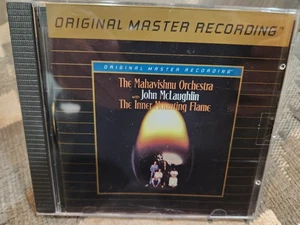 ORIGINAL MASTER RECORDING
ORIGINAL MASTER RECORDING
The Mahavishnu Orchestra
with John McLaughlin
The Inner Mounting Flame